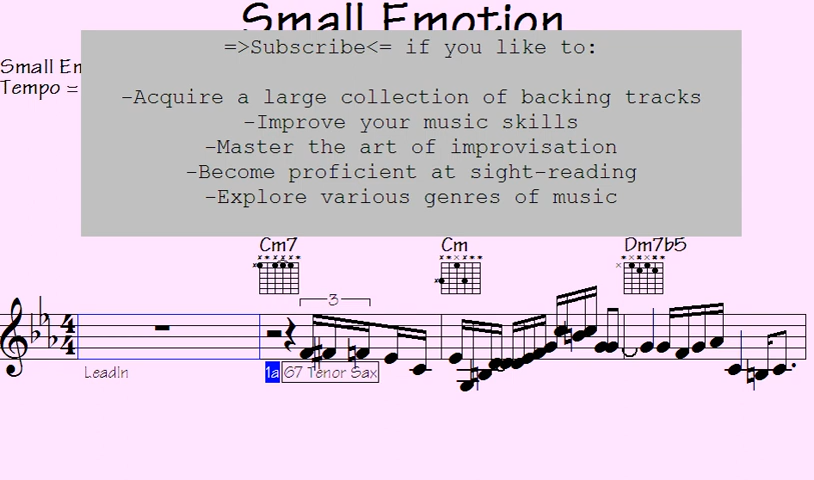 Small Emotion
=>Subscribe<= if you like to:
Small Em
Tempo =
-Acquire a large collection of backing tracks
-Improve your music skills
-Master the art of improvisation
-Become proficient at sight-reading
-Explore various genres of music
Cm7 Cm Dm7b5
3
4
4
LeadIn 1a 67 Tenor Sax